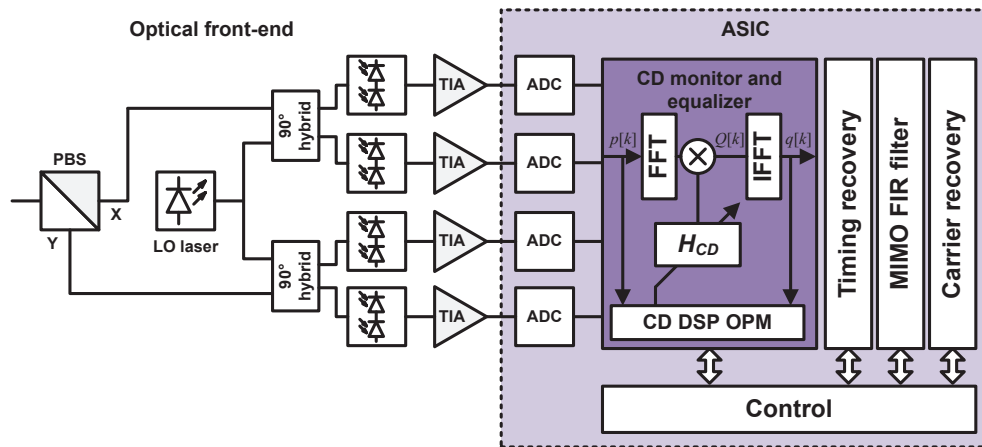 Optical front-end
ASIC
PBS
X
Y
LO laser
90°
hybrid
90°
hybrid
TIA
TIA
TIA
TIA
ADC
ADC
ADC
ADC
CD monitor and
equalizer
p[k]
FFT
Q[k]
IFFT
q[k]
H_CD
CD DSP OPM
Timing recovery
MIMO FIR filter
Carrier recovery
Control